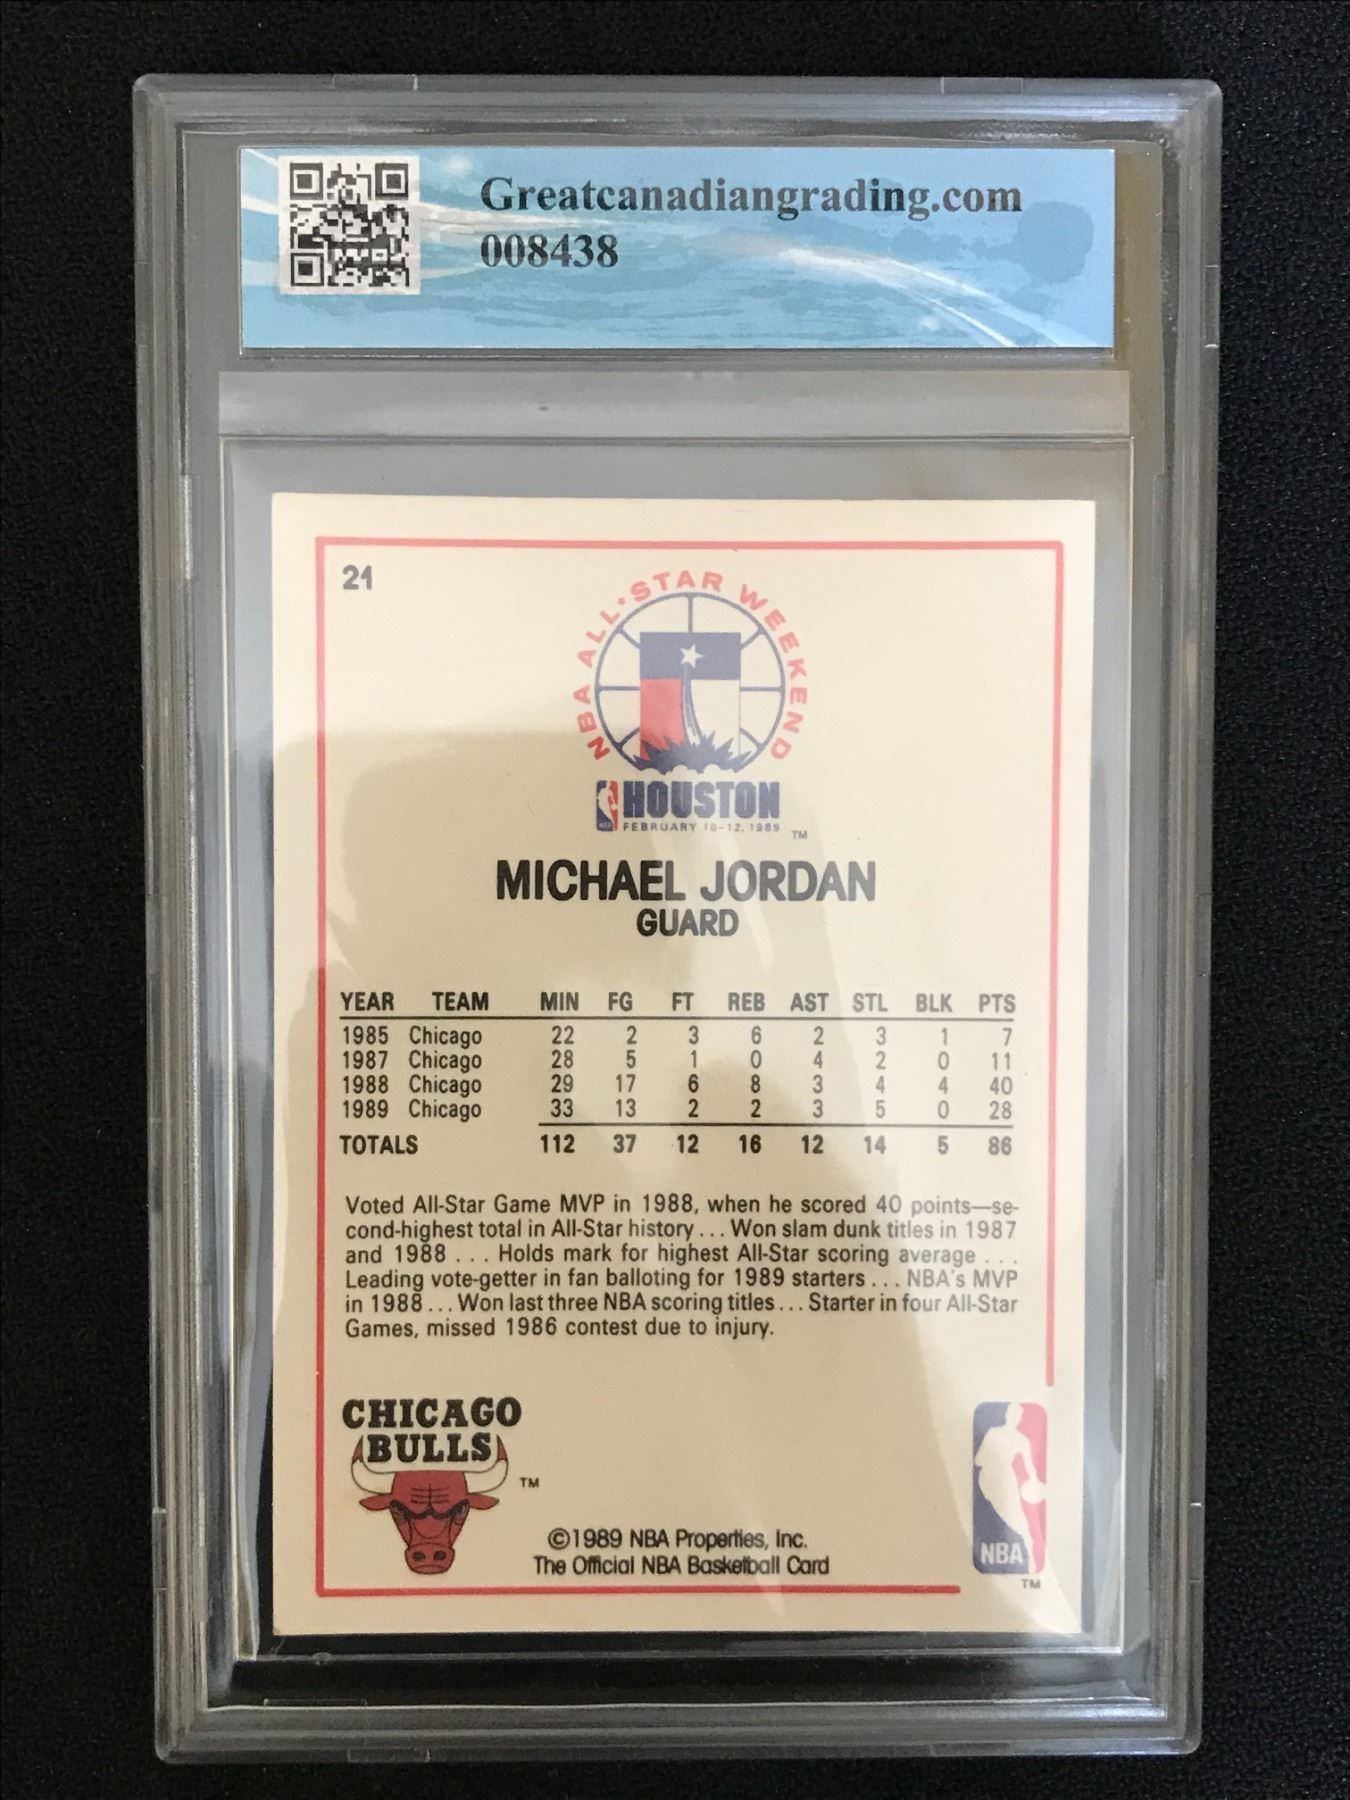 Greatcanadiangrading.com
008438
21
NBA ALL★STAR WEEKEND
HOUSTON
FEBRUARY 10-12, 1989 TM
MICHAEL JORDAN
GUARD
YEAR TEAM MIN FG FT REB AST STL BLK PTS
1985 Chicago 22 2 3 6 2 3 1 7
1987 Chicago 28 5 1 0 4 2 0 11
1988 Chicago 29 17 6 8 3 4 4 40
1989 Chicago 33 13 2 2 3 5 0 28
TOTALS 112 37 12 16 12 14 5 86
Voted All-Star Game MVP in 1988, when he scored 40 points—se-
cond-highest total in All-Star history... Won slam dunk titles in 1987
and 1988 ... Holds mark for highest All-Star scoring average ...
Leading vote-getter in fan balloting for 1989 starters ... NBA's MVP
in 1988... Won last three NBA scoring titles... Starter in four All-Star
Games, missed 1986 contest due to injury.
CHICAGO
BULLS
TM
©1989 NBA Properties, Inc.
The Official NBA Basketball Card
NBA
TM